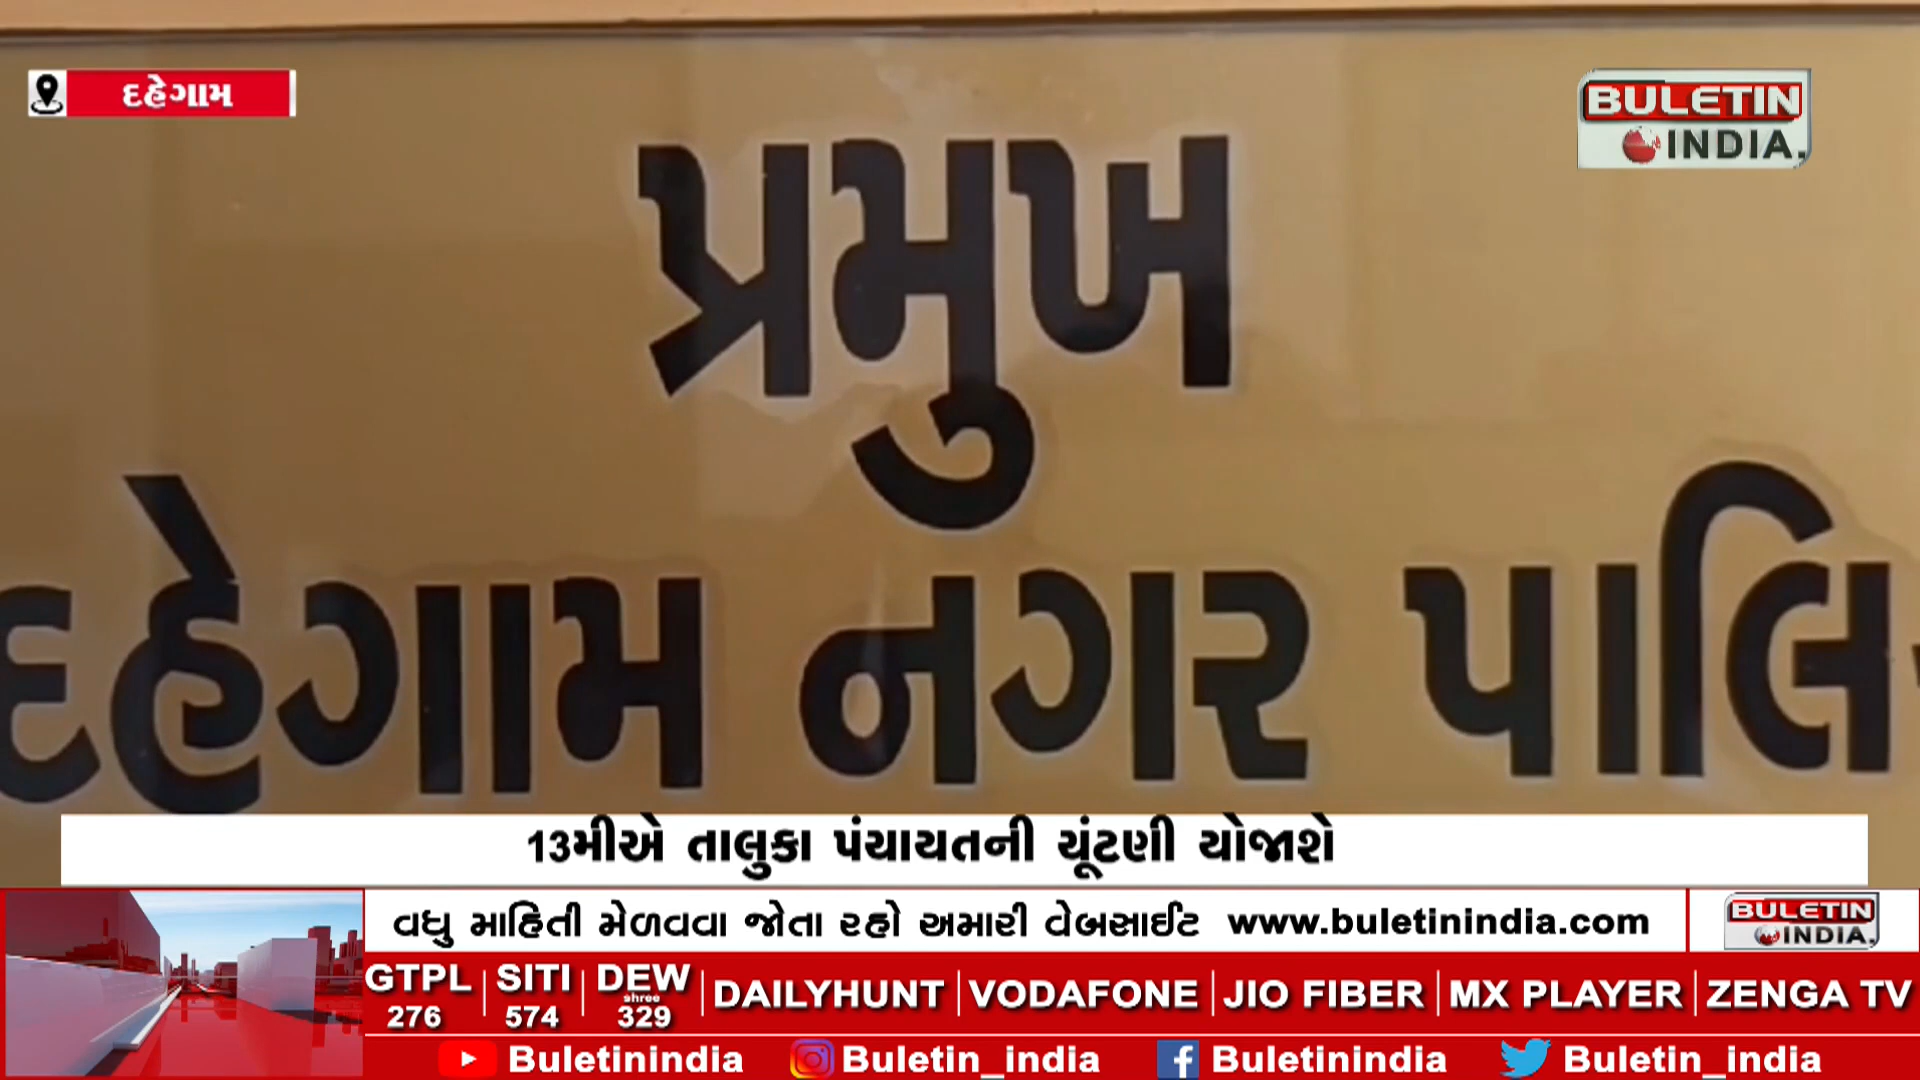 દહેગામ
BULETIN
INDIA.
પ્રમુખ
દહેગામ નગર પાલિ
13મીએ તાલુકા પંચાયતની ચૂંટણી યોજાશે
વધુ માહિતી મેળવવા જોતા રહો અમારી વેબસાઈટ www.buletinindia.com
BULETIN
INDIA.
GTPL 276 | SITI 574 | DEW shree 329 | DAILYHUNT | VODAFONE | JIO FIBER | MX PLAYER | ZENGA TV
Buletinindia Buletin_india Buletinindia Buletin_india